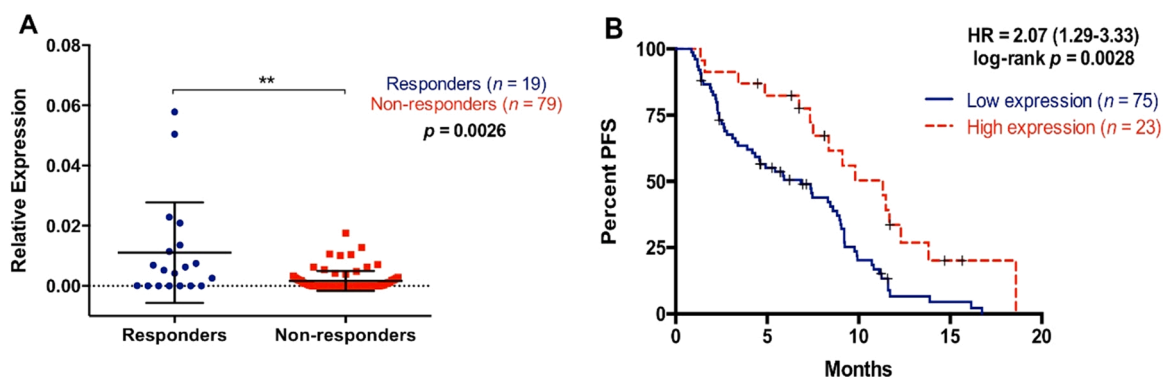 A
Relative Expression
0.08
0.06
0.04
0.02
0.00
**
Responders (n = 19)
Non-responders (n = 79)
p = 0.0026
Responders
Non-responders
B
HR = 2.07 (1.29-3.33)
log-rank p = 0.0028
Low expression (n = 75)
High expression (n = 23)
Percent PFS
100
75
50
25
0
0
5
10
15
20
Months